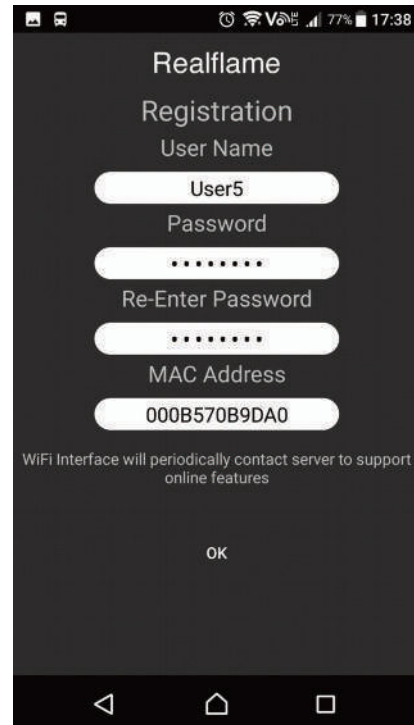 77% 17:38
Realflame
Registration
User Name
User5
Password
••••••••
Re-Enter Password
••••••••
MAC Address
000B570B9DA0
WiFi Interface will periodically contact server to support
online features
OK